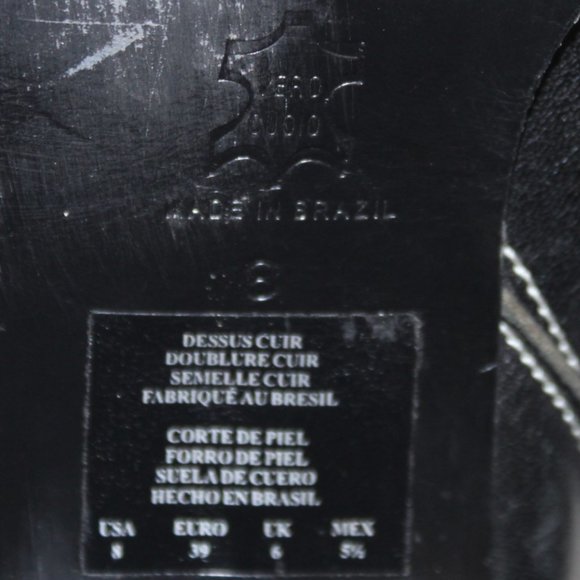 VERO
CUOIO
MADE IN BRAZIL
8
DESSUS CUIR
DOUBLURE CUIR
SEMELLE CUIR
FABRIQUÉ AU BRESIL
CORTE DE PIEL
FORRO DE PIEL
SUELA DE CUERO
HECHO EN BRASIL
USA EURO UK MEX
8 39 6 5½